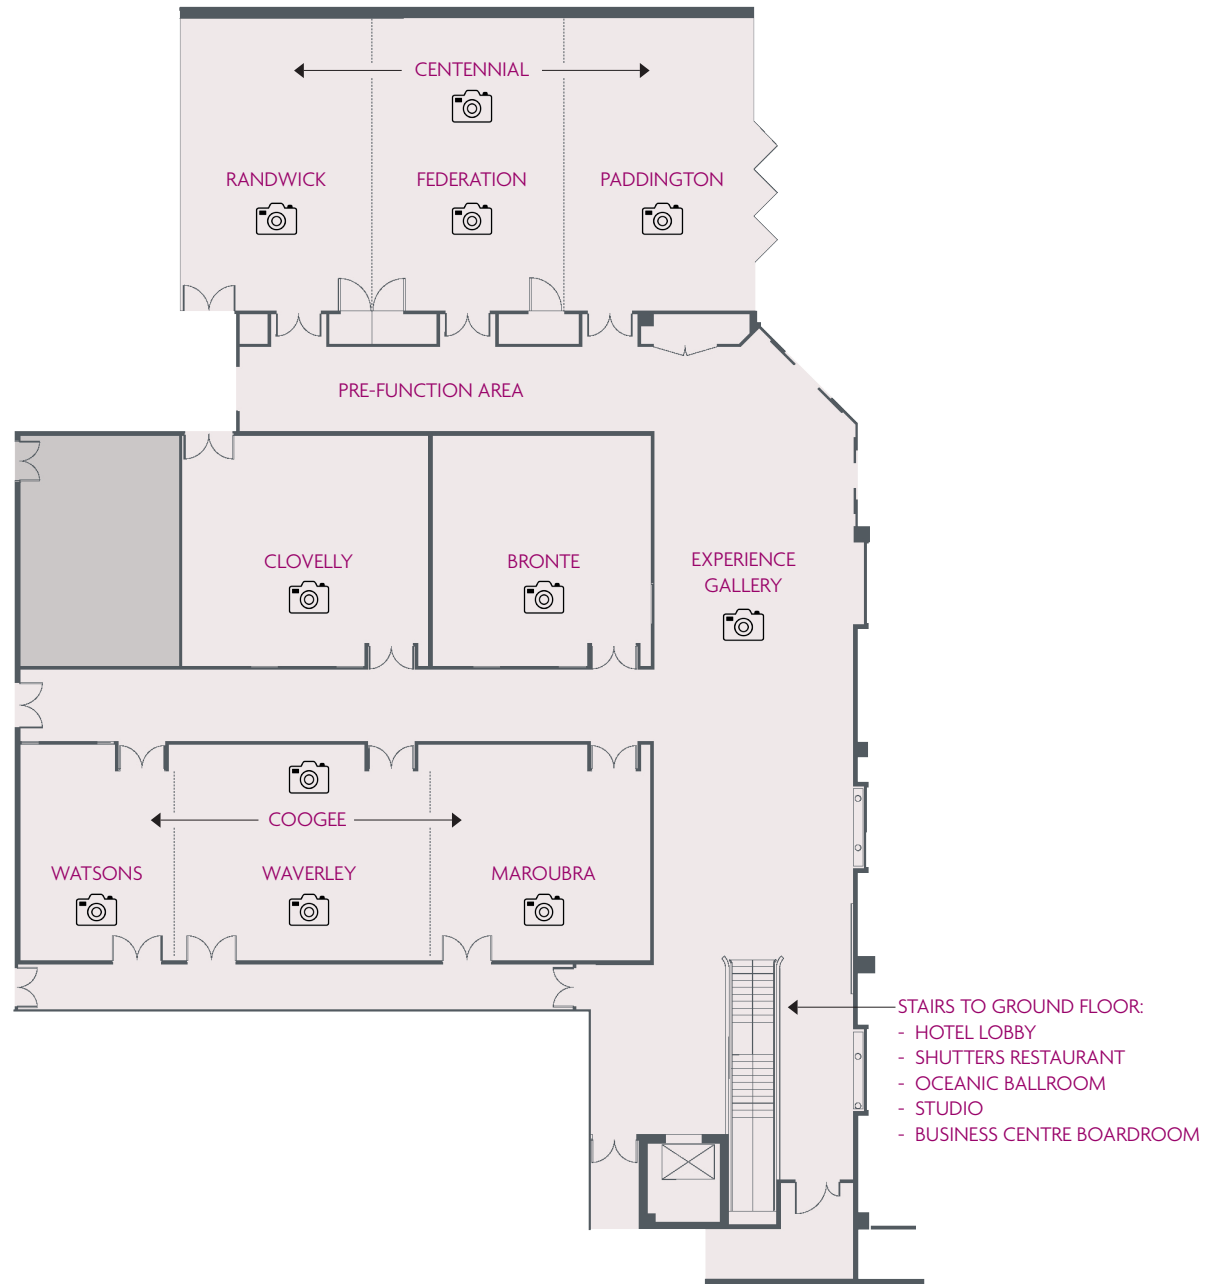 CENTENNIAL
RANDWICK
FEDERATION
PADDINGTON
PRE-FUNCTION AREA
CLOVELLY
BRONTE
EXPERIENCE
GALLERY
COOGEE
WATSONS
WAVERLEY
MAROUBRA
STAIRS TO GROUND FLOOR:
- HOTEL LOBBY
- SHUTTERS RESTAURANT
- OCEANIC BALLROOM
- STUDIO
- BUSINESS CENTRE BOARDROOM